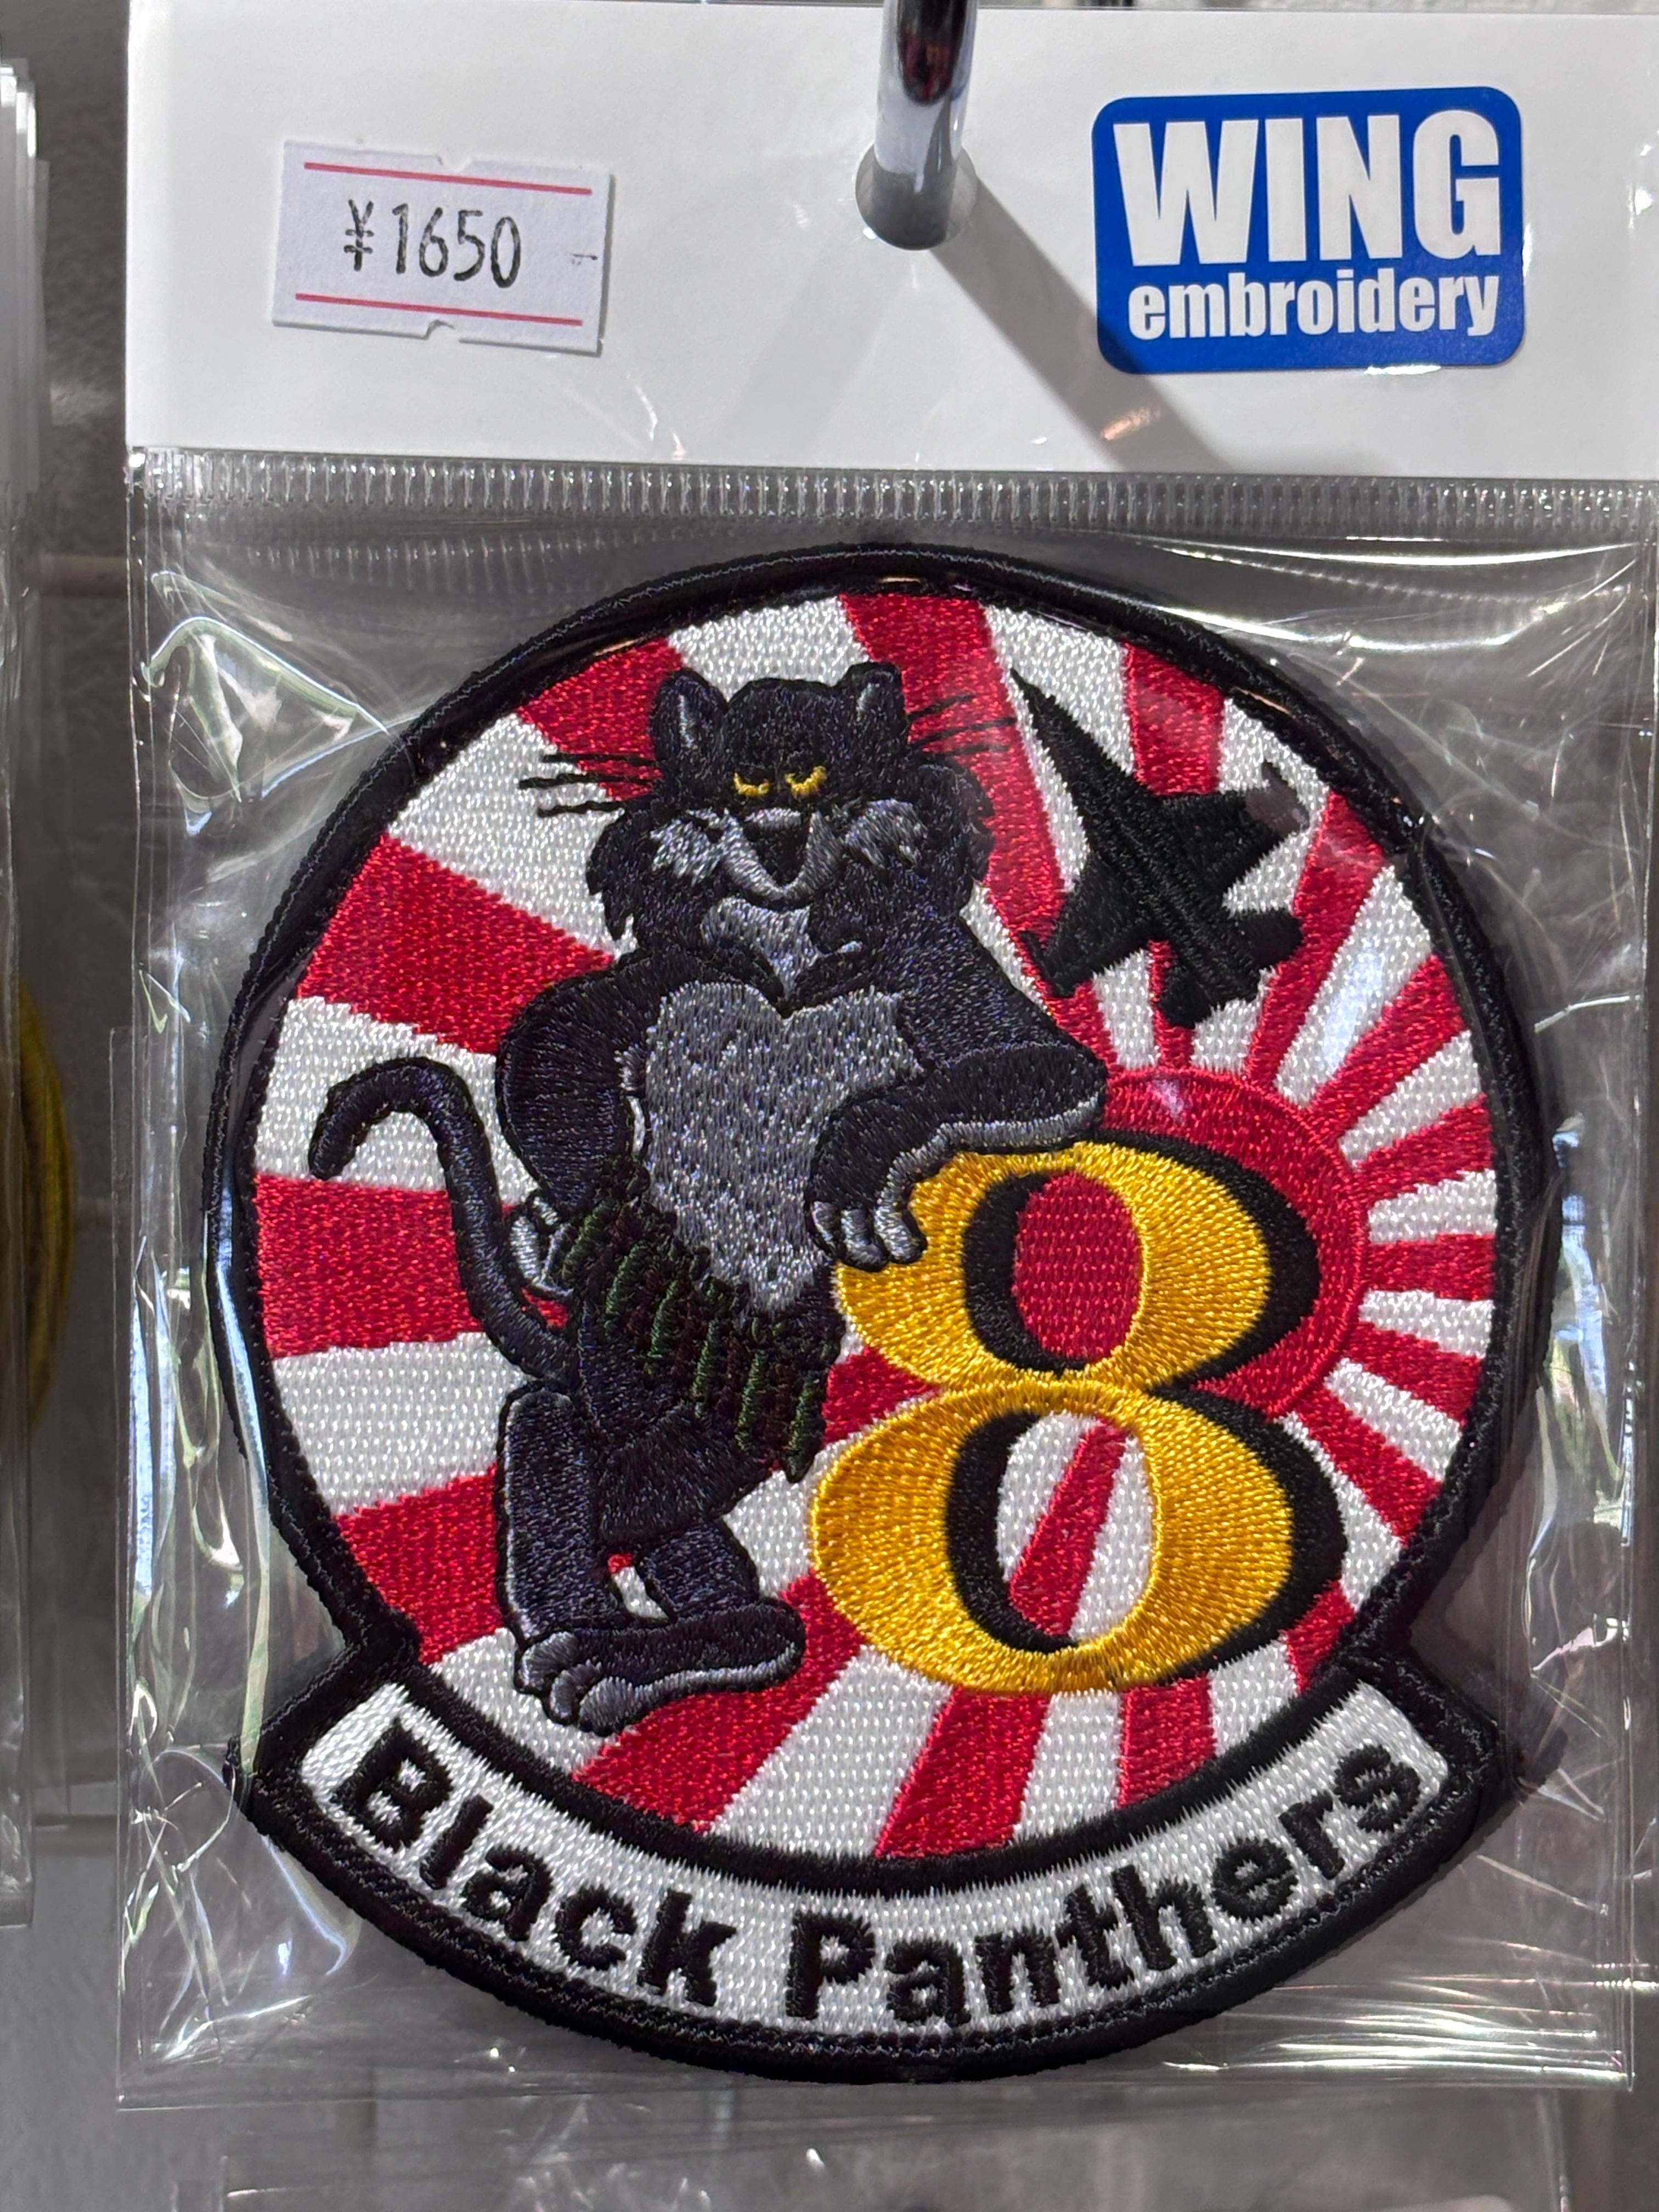 ¥1650
WING
embroidery
8
Black Panthers